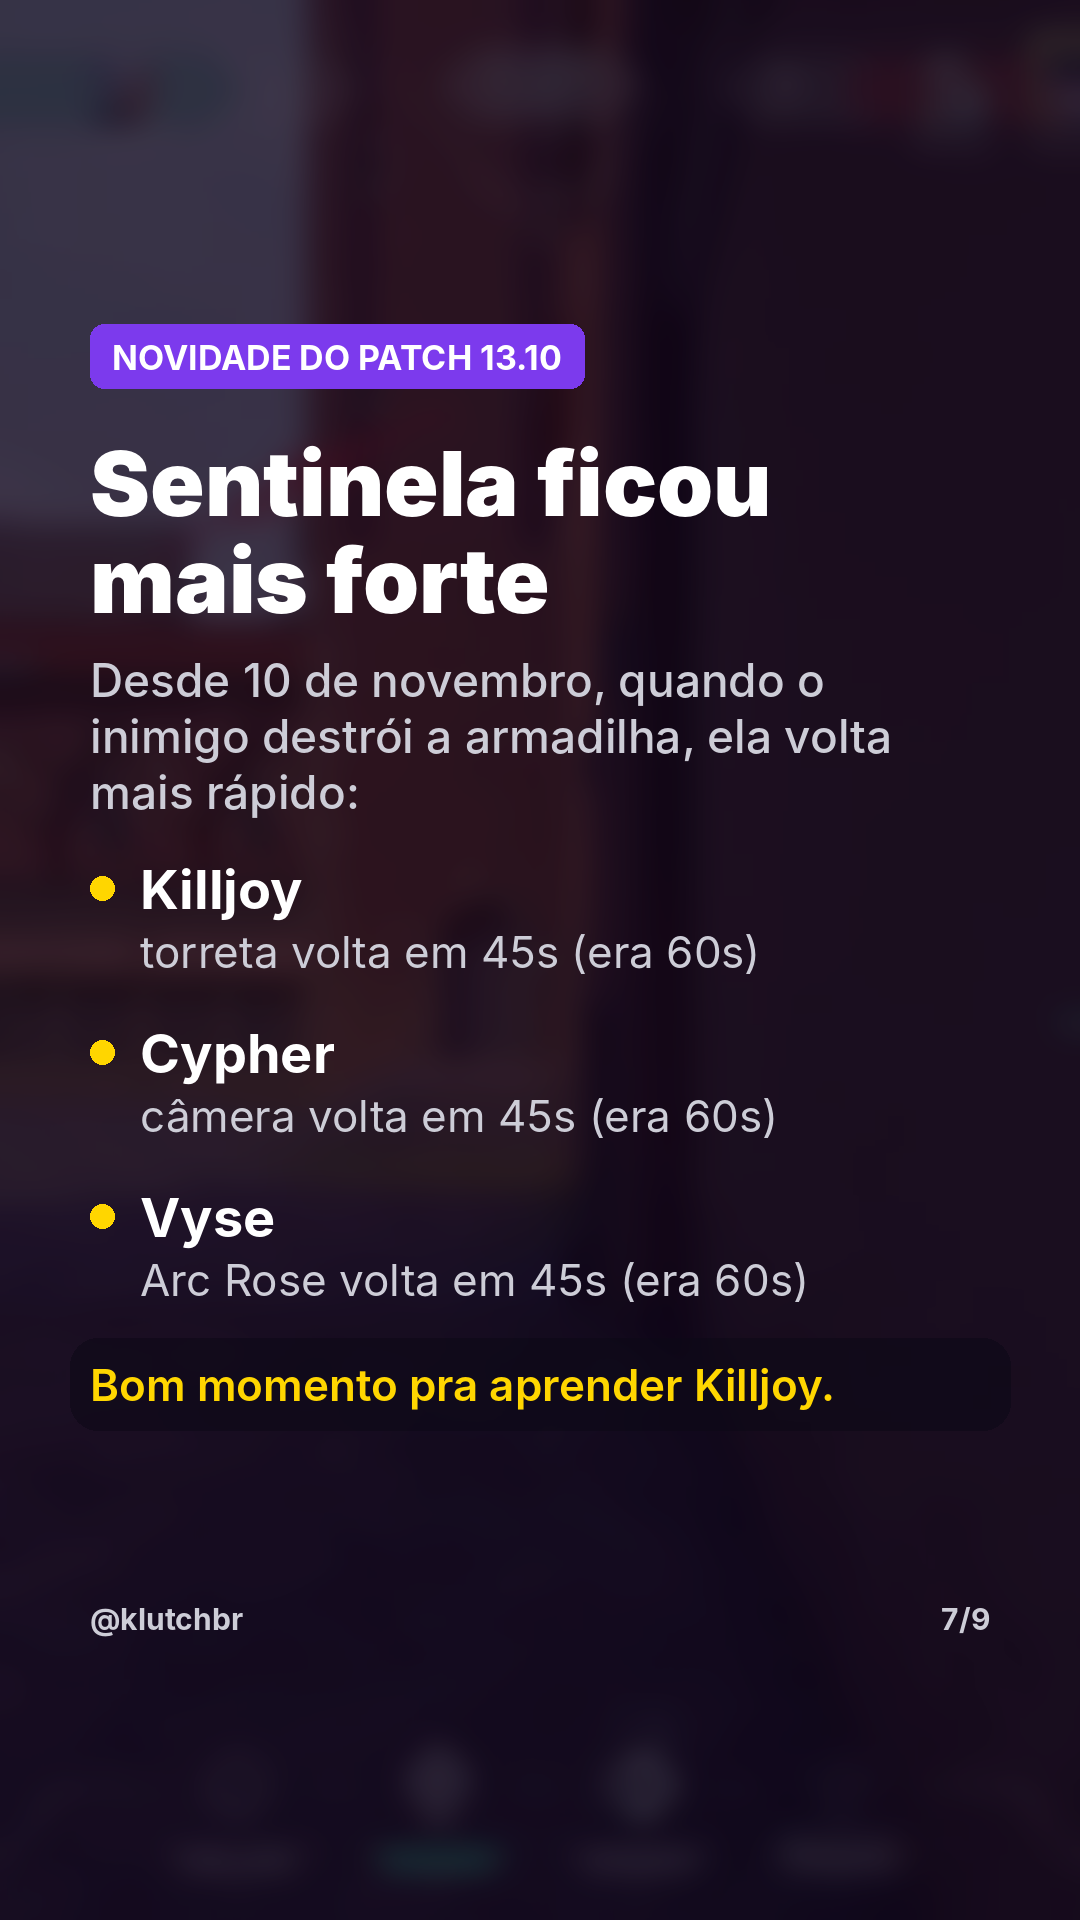 NOVIDADE DO PATCH 13.10
Sentinela ficou
mais forte
Desde 10 de novembro, quando o
inimigo destrói a armadilha, ela volta
mais rápido:
Killjoy
torreta volta em 45s (era 60s)
Cypher
câmera volta em 45s (era 60s)
Vyse
Arc Rose volta em 45s (era 60s)
Bom momento pra aprender Killjoy.
@klutchbr
7/9